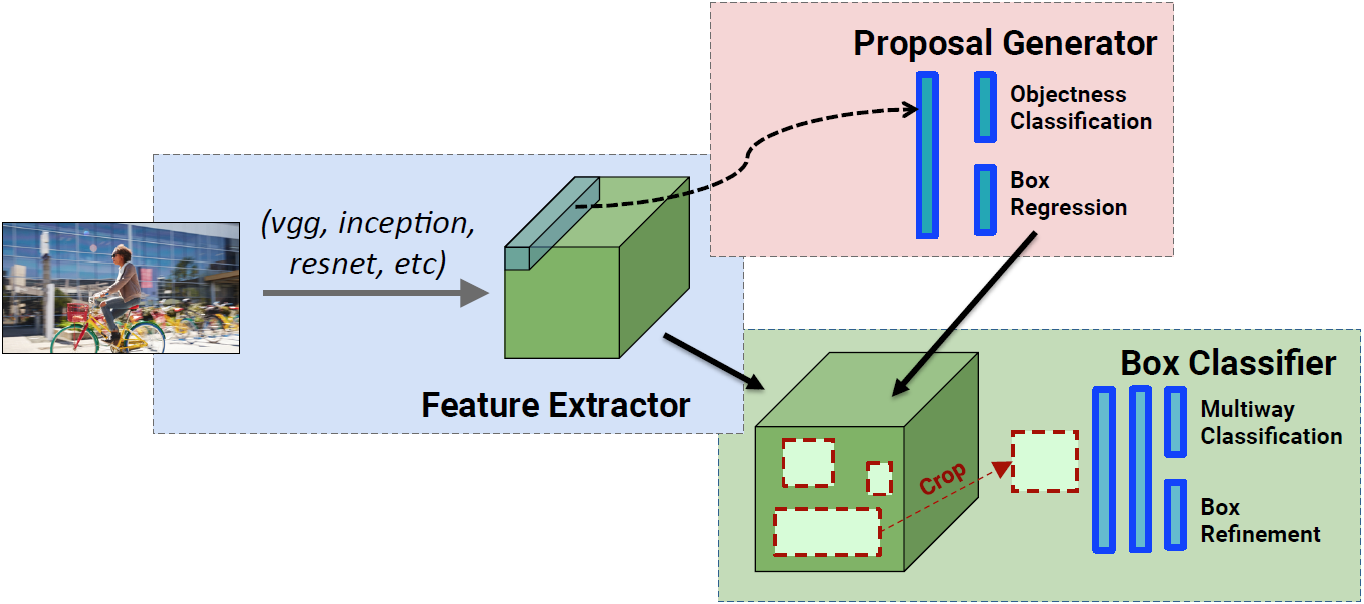 Proposal Generator
Objectness
Classification
Box
Regression
(vgg, inception,
resnet, etc)
Feature Extractor
Box Classifier
Multiway
Classification
Crop
Box
Refinement